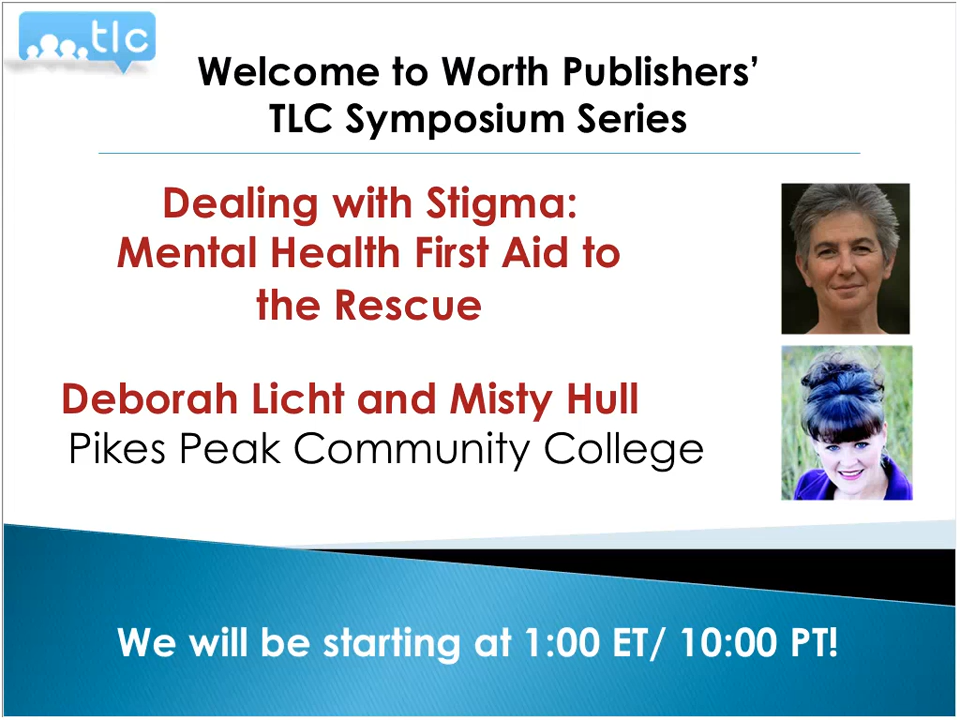 tlc
Welcome to Worth Publishers’
TLC Symposium Series
Dealing with Stigma:
Mental Health First Aid to
the Rescue
Deborah Licht and Misty Hull
Pikes Peak Community College
We will be starting at 1:00 ET/ 10:00 PT!